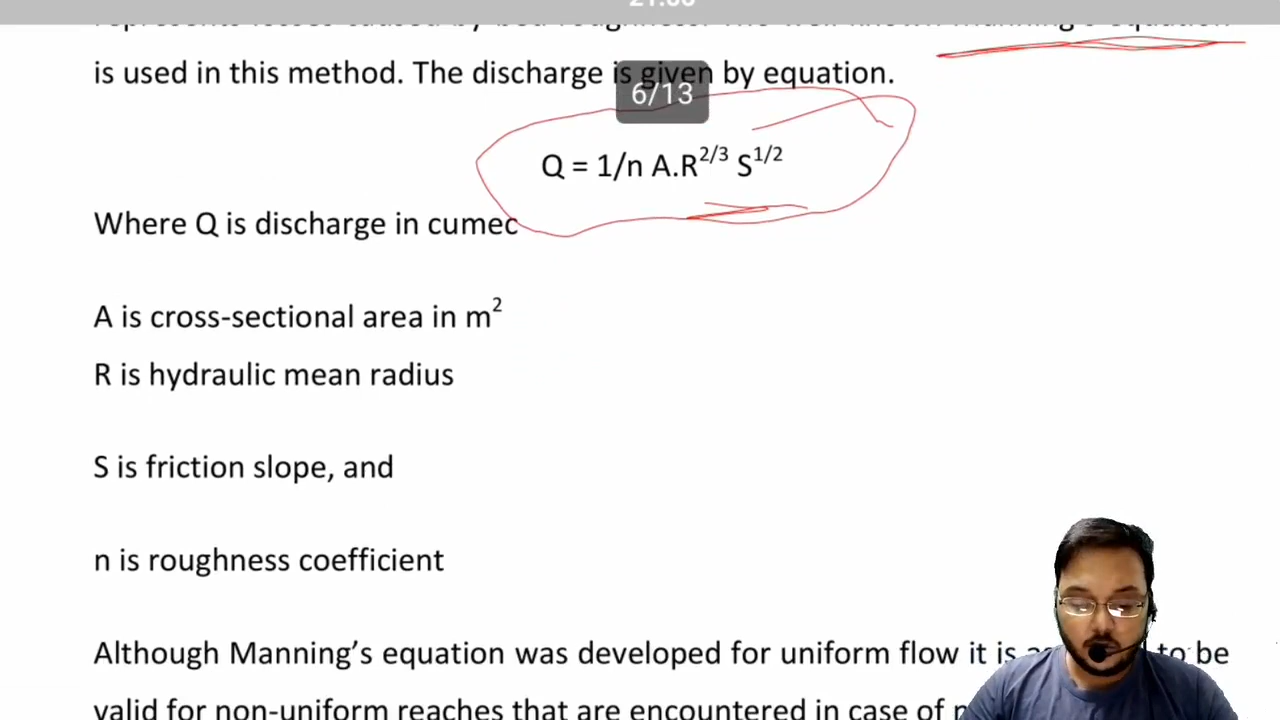 is used in this method. The discharge is given by equation.
6/13
Q = 1/n A.R^2/3 S^1/2
Where Q is discharge in cumec
A is cross-sectional area in m^2
R is hydraulic mean radius
S is friction slope, and
n is roughness coefficient
Although Manning’s equation was developed for uniform flow it is to be
valid for non-uniform reaches that are encountered in case of